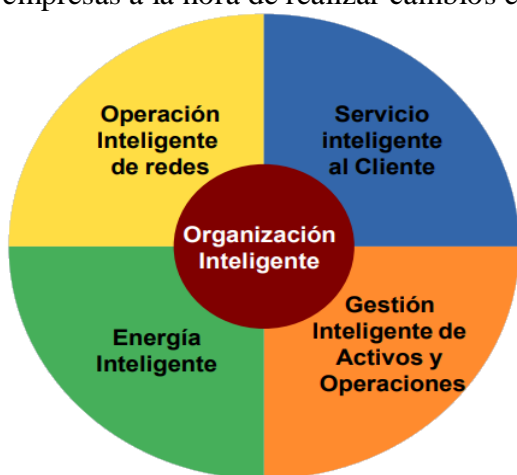 empresas a la hora de realizar cambios e
Operación
Inteligente
de redes
Servicio
inteligente
al Cliente
Organización
Inteligente
Energía
Inteligente
Gestión
Inteligente de
Activos y
Operaciones